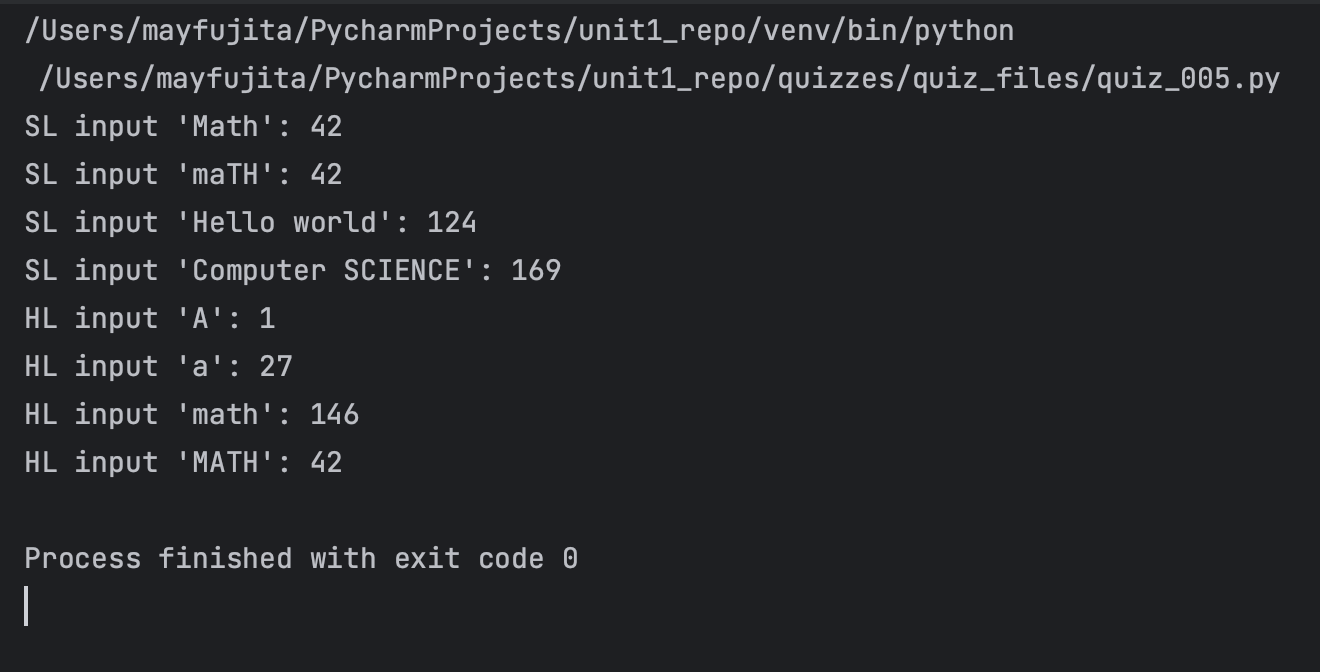 /Users/mayfujita/PycharmProjects/unit1_repo/venv/bin/python
/Users/mayfujita/PycharmProjects/unit1_repo/quizzes/quiz_files/quiz_005.py
SL input 'Math': 42
SL input 'maTH': 42
SL input 'Hello world': 124
SL input 'Computer SCIENCE': 169
HL input 'A': 1
HL input 'a': 27
HL input 'math': 146
HL input 'MATH': 42
Process finished with exit code 0